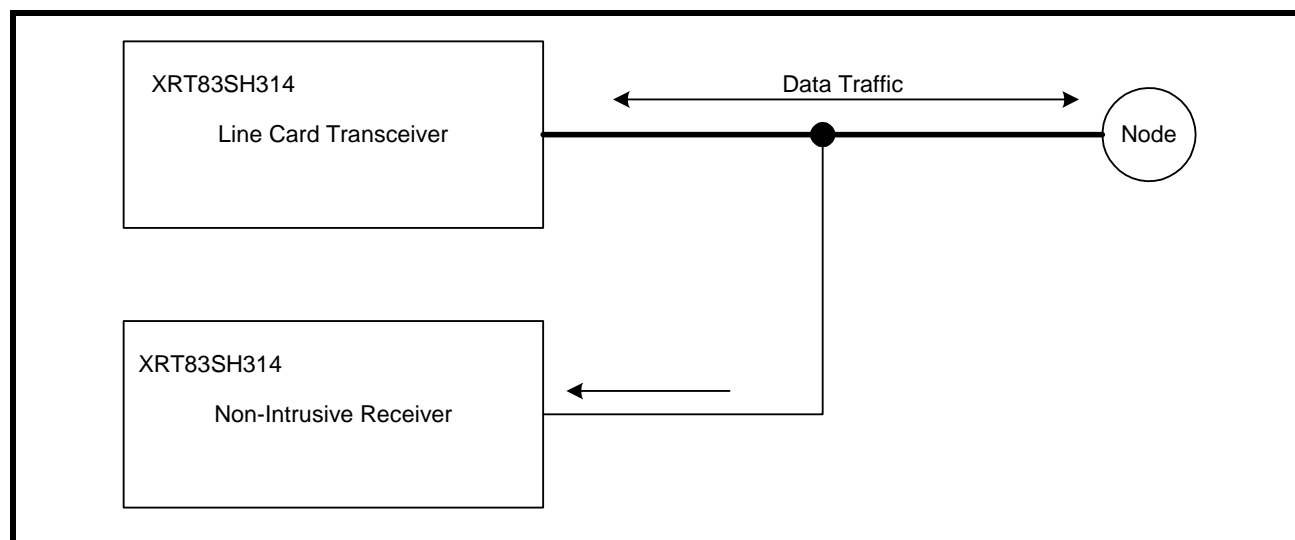 XRT83SH314
Line Card Transceiver
Data Traffic
Node
XRT83SH314
Non-Intrusive Receiver